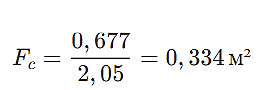 F_c = 0,677 / 2,05 = 0,334 м²